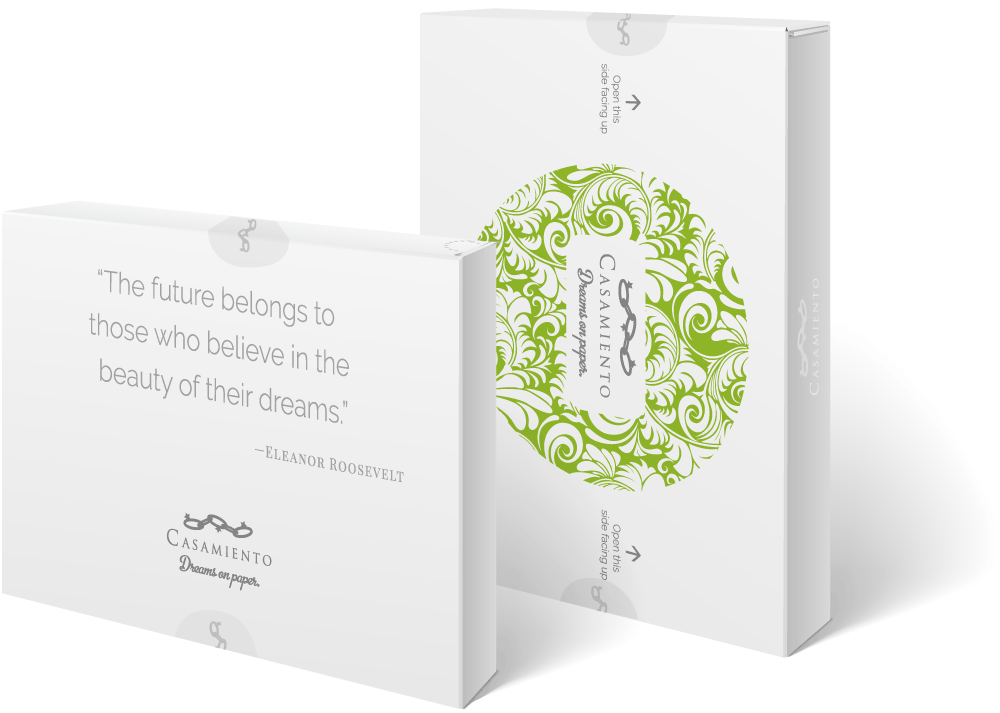 “The future belongs to
those who believe in the
beauty of their dreams.”
—Eleanor Roosevelt
Casamiento
Dreams on paper.
Open this
side facing up
Casamiento
Dreams on paper.
Open this
side facing up
Casamiento